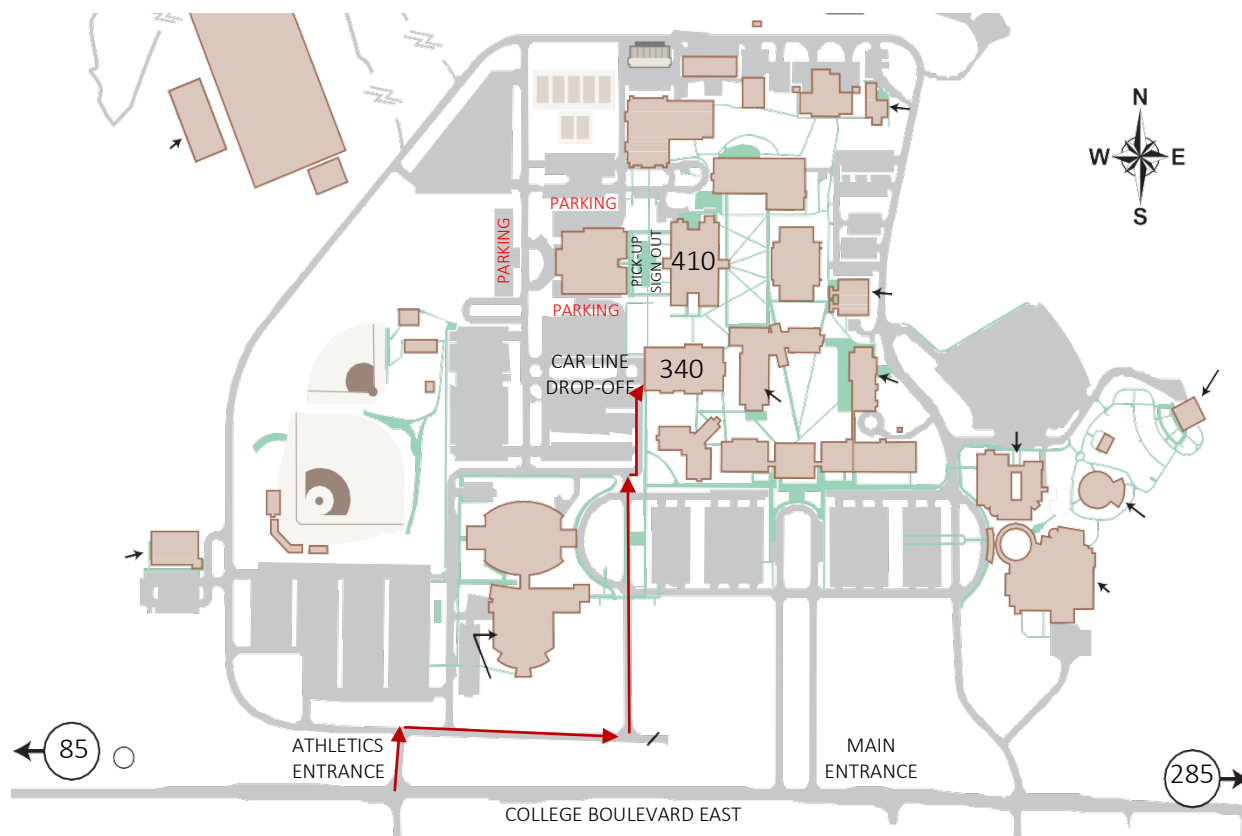 N
W
E
S
PARKING
PARKING
PICK-UP
SIGN OUT
410
PARKING
CAR LINE
DROP-OFF
340
85
ATHLETICS
ENTRANCE
MAIN
ENTRANCE
285
COLLEGE BOULEVARD EAST